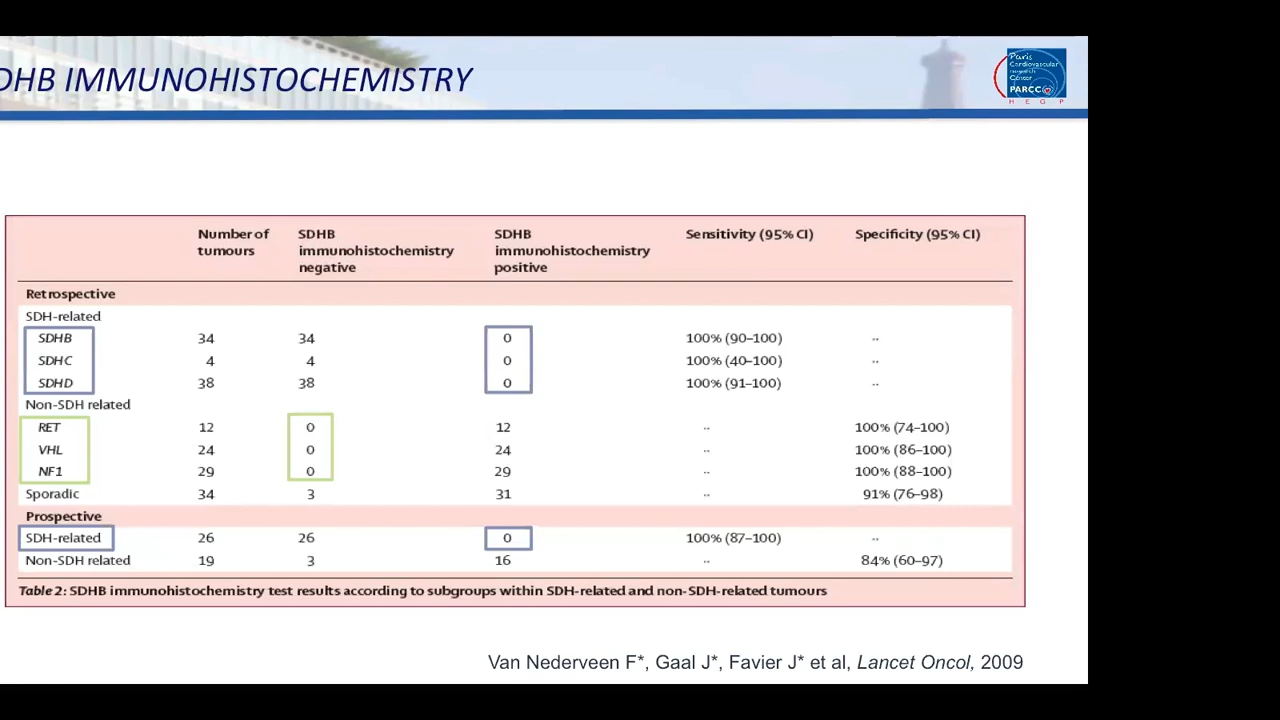 DHB IMMUNOHISTOCHEMISTRY
Paris
Cardiovascular
research
Center
PARCC
H E G P
Number of tumours SDHB immunohistochemistry negative SDHB immunohistochemistry positive Sensitivity (95% CI) Specificity (95% CI)
Retrospective
SDH-related
SDHB 34 34 0 100% (90–100) ··
SDHC 4 4 0 100% (40–100) ··
SDHD 38 38 0 100% (91–100) ··
Non-SDH related
RET 12 0 12 ·· 100% (74–100)
VHL 24 0 24 ·· 100% (86–100)
NF1 29 0 29 ·· 100% (88–100)
Sporadic 34 3 31 ·· 91% (76–98)
Prospective
SDH-related 26 26 0 100% (87–100) ··
Non-SDH related 19 3 16 ·· 84% (60–97)
Table 2: SDHB immunohistochemistry test results according to subgroups within SDH-related and non-SDH-related tumours
Van Nederveen F*, Gaal J*, Favier J* et al, Lancet Oncol, 2009